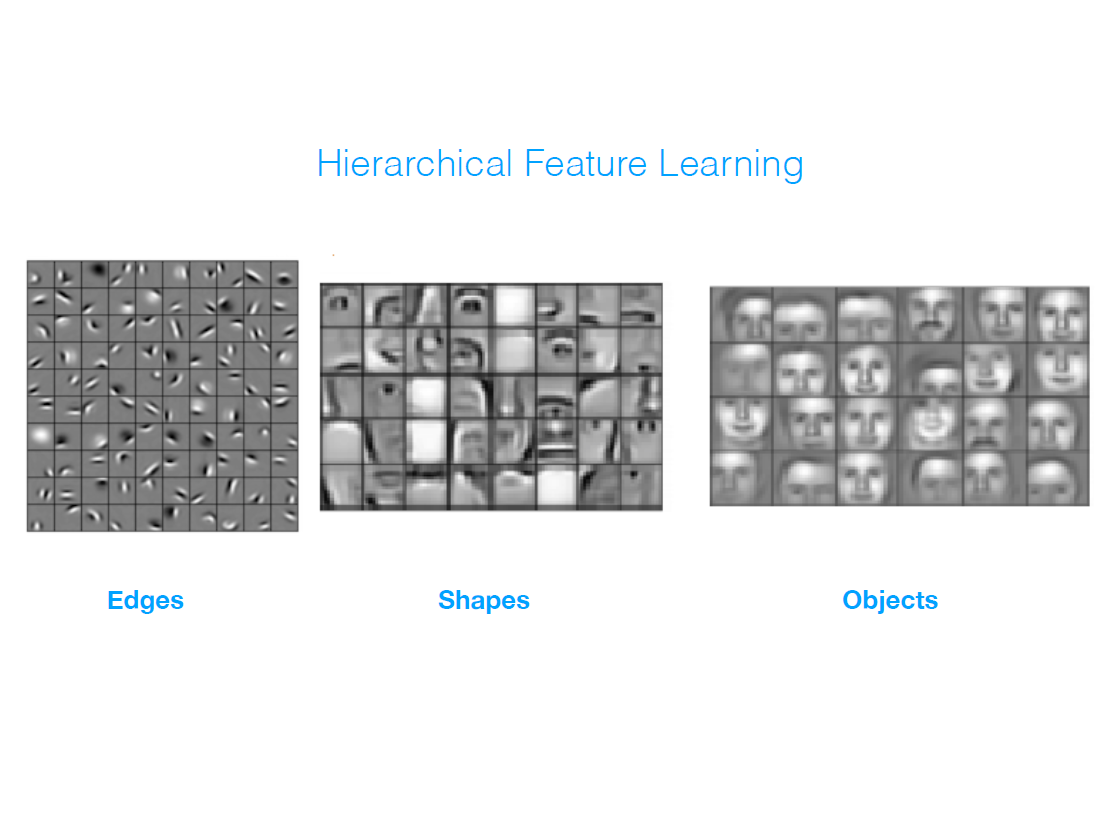 Hierarchical Feature Learning
Edges
Shapes
Objects